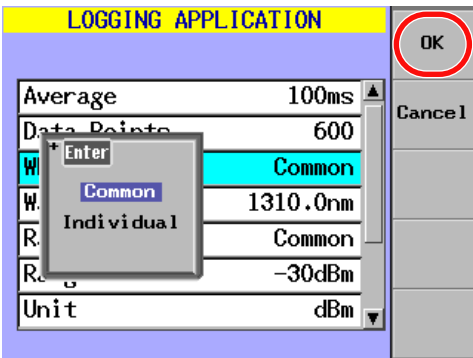 LOGGING APPLICATION
OK
Cancel
Average 100ms
Data Points 600
Common
1310.0nm
Common
-30dBm
Unit dBm
Enter
Common
Individual